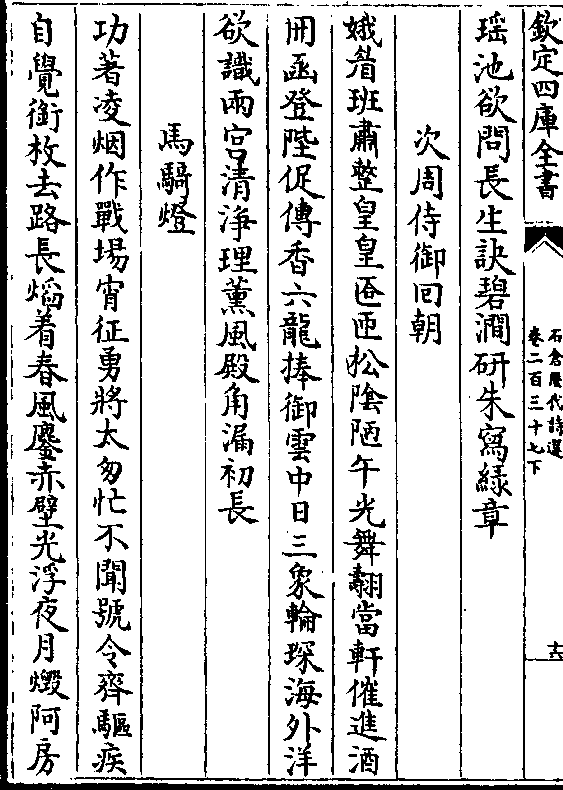 欽定四庫全書
石倉歴代詩選
卷二百三十七下
十六
瑶池欲問長生訣碧澗研朱寫緑章
次周侍御回朝
娥眉班肅整皇皇匼匝松陰陋午光舞翻當軒催進酒
冊函登陛促傳香六龍捧御雲中日三象輪琛海外洋
欲識兩宫清淨理薰風殿角漏初長
馬騎燈
功著凌烟作戰場宵征勇將太匆忙不聞號令齊驅疾
自覺銜枚去路長熖着春風鏖赤壁光浮夜月燬阿房